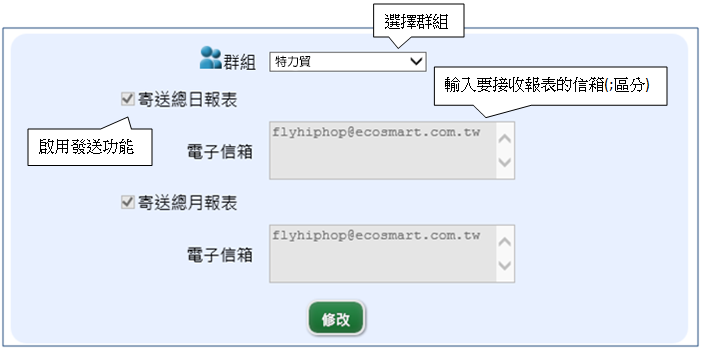 選擇群組
群組 特力貿
輸入要接收報表的信箱(;區分)
寄送總日報表
啟用發送功能
flyhiphop@ecosmart.com.tw
電子信箱
寄送總月報表
flyhiphop@ecosmart.com.tw
電子信箱
修改